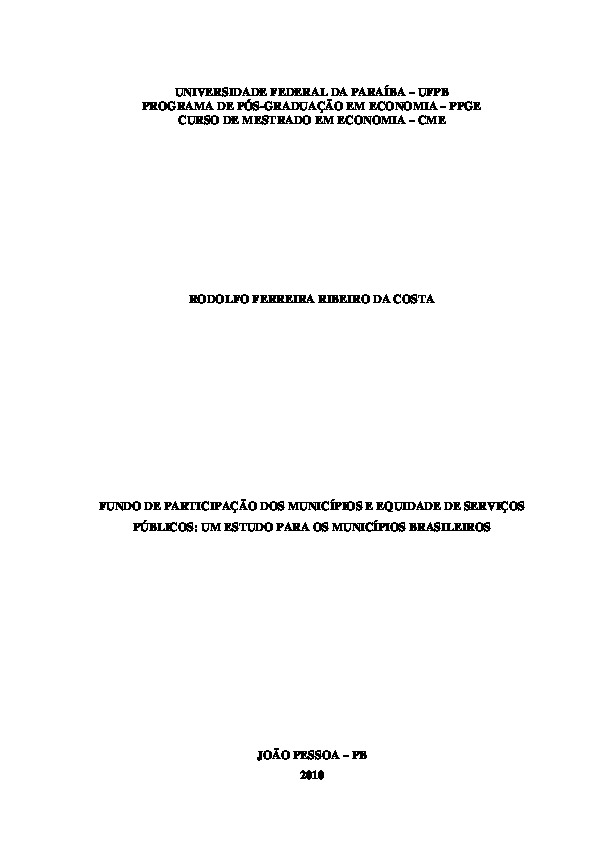 UNIVERSIDADE FEDERAL DA PARAÍBA – UFPB
PROGRAMA DE PÓS-GRADUAÇÃO EM ECONOMIA – PPGE
CURSO DE MESTRADO EM ECONOMIA – CME
RODOLFO FERREIRA RIBEIRO DA COSTA
FUNDO DE PARTICIPAÇÃO DOS MUNICÍPIOS E EQUIDADE DE SERVIÇOS
PÚBLICOS: UM ESTUDO PARA OS MUNICÍPIOS BRASILEIROS
JOÃO PESSOA – PB
2010